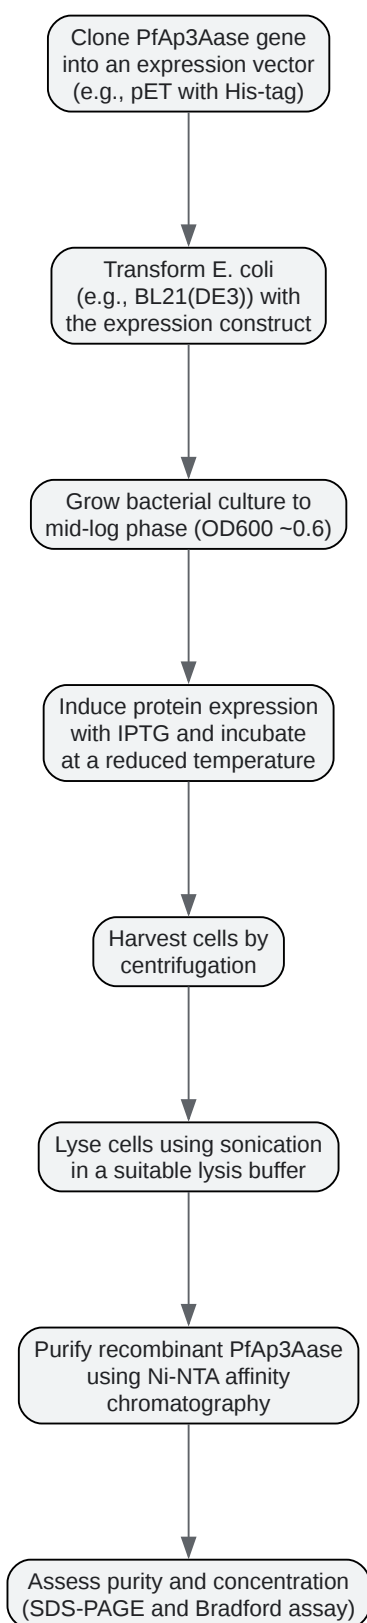 Clone PfAp3Aase gene
into an expression vector
(e.g., pET with His-tag)
Transform E. coli
(e.g., BL21(DE3)) with
the expression construct
Grow bacterial culture to
mid-log phase (OD600 ~0.6)
Induce protein expression
with IPTG and incubate
at a reduced temperature
Harvest cells by
centrifugation
Lyse cells using sonication
in a suitable lysis buffer
Purify recombinant PfAp3Aase
using Ni-NTA affinity
chromatography
Assess purity and concentration
(SDS-PAGE and Bradford assay)